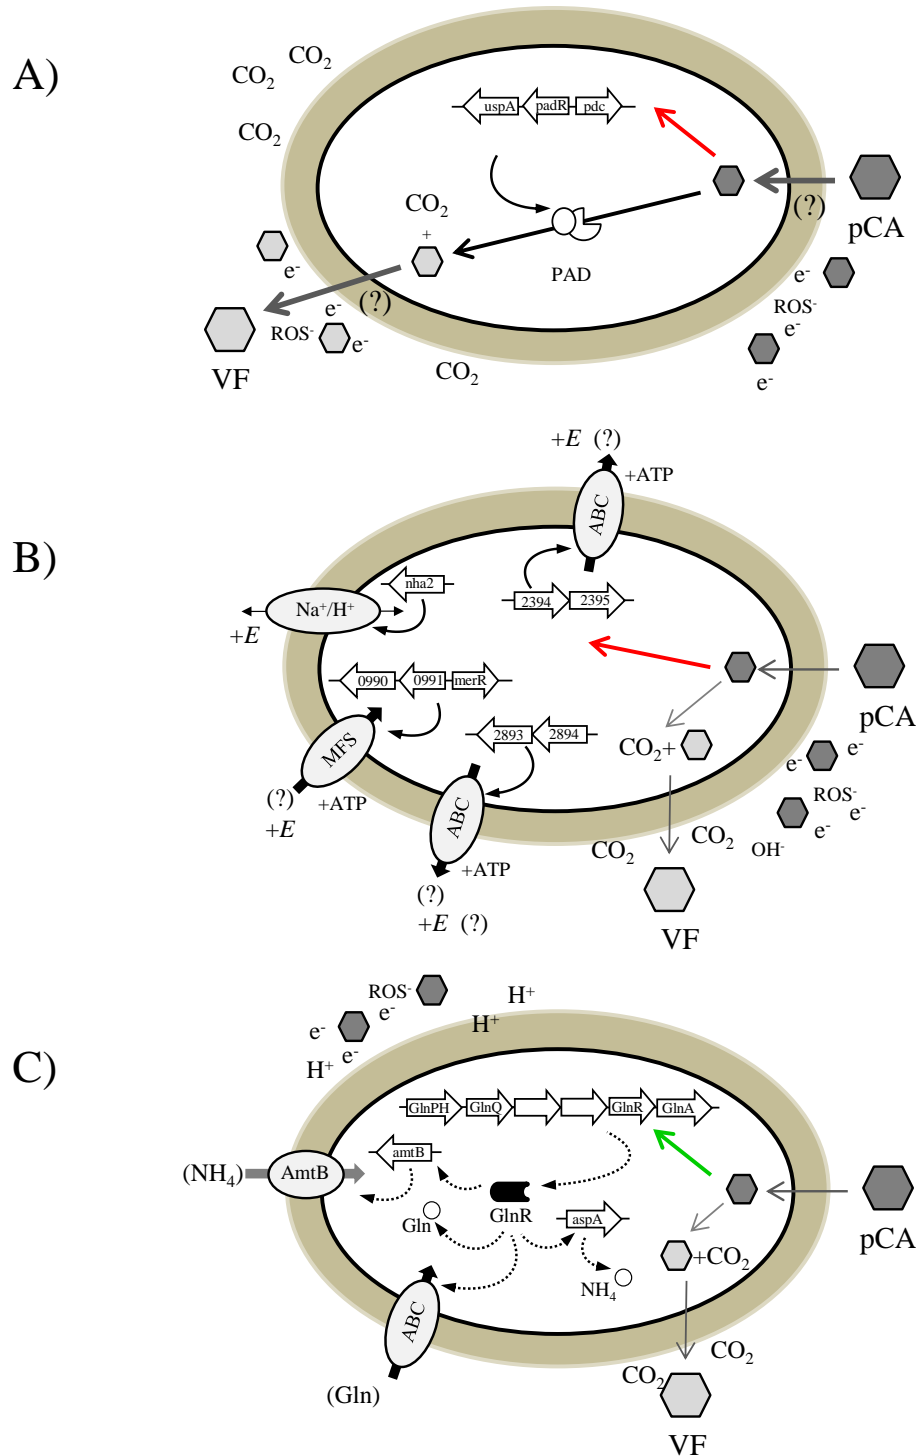 A)
CO₂
CO₂
CO₂
uspA padR pdc
(?)
pCA
CO₂
+
PAD
e⁻
(?)
e⁻
ROS⁻
e⁻
VF
CO₂
e⁻
ROS⁻
e⁻
e⁻
B)
+E (?)
+ATP
ABC
nha2
2394 2395
Na⁺/H⁺
+E
0990 0991 merR
pCA
MFS
2893 2894
CO₂+
(?)
+E
+ATP
ABC
+ATP
(?)
+E (?)
e⁻
e⁻
ROS⁻
e⁻
e⁻
OH⁻
CO₂
CO₂
VF
C)
ROS⁻
e⁻
e⁻
e⁻
H⁺
H⁺
H⁺
GlnPH GlnQ GlnR GlnA
amtB
(NH₄)
AmtB
GlnR
aspA
Gln
NH₄
pCA
+CO₂
ABC
(Gln)
CO₂
CO₂
VF